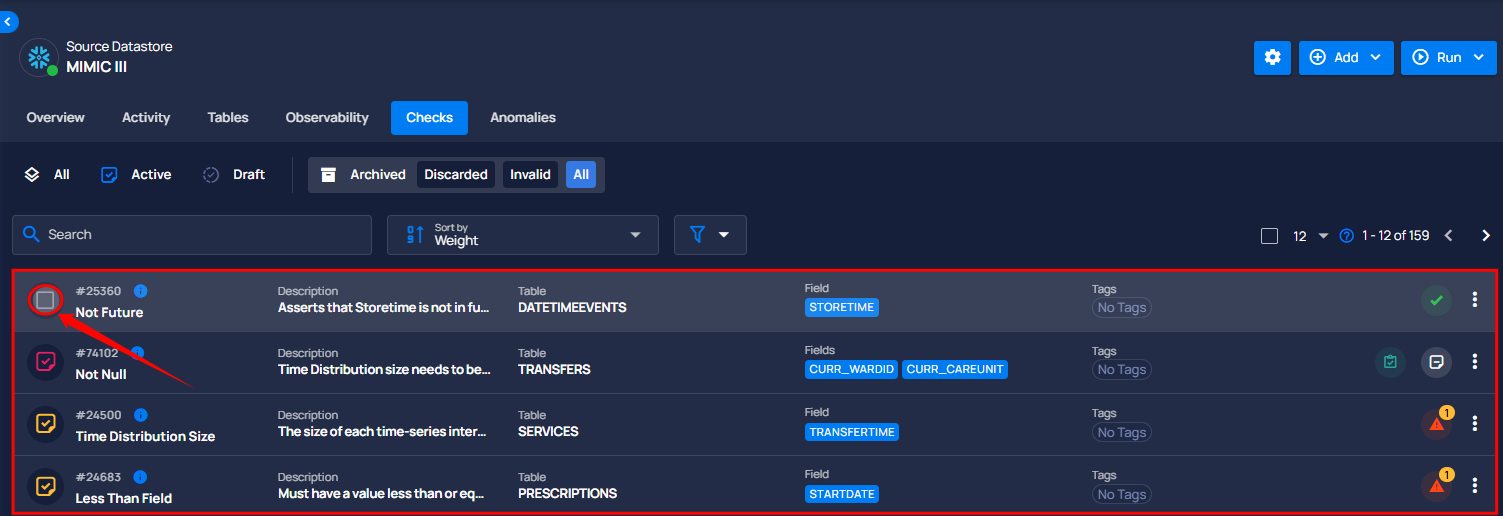 Source Datastore
MIMIC III
Add
Run
Overview
Activity
Tables
Observability
Checks
Anomalies
All
Active
Draft
Archived
Discarded
Invalid
All
Search
Sort by
Weight
12
1 - 12 of 159
#25360
Not Future
Description
Asserts that Storetime is not in fu...
Table
DATETIMEEVENTS
Field
STORETIME
Tags
No Tags
#74102
Not Null
Description
Time Distribution size needs to be...
Table
TRANSFERS
Fields
CURR_WARDID
CURR_CAREUNIT
Tags
No Tags
#24500
Time Distribution Size
Description
The size of each time-series inter...
Table
SERVICES
Field
TRANSFERTIME
Tags
No Tags
1
#24683
Less Than Field
Description
Must have a value less than or eq...
Table
PRESCRIPTIONS
Field
STARTDATE
Tags
No Tags
1